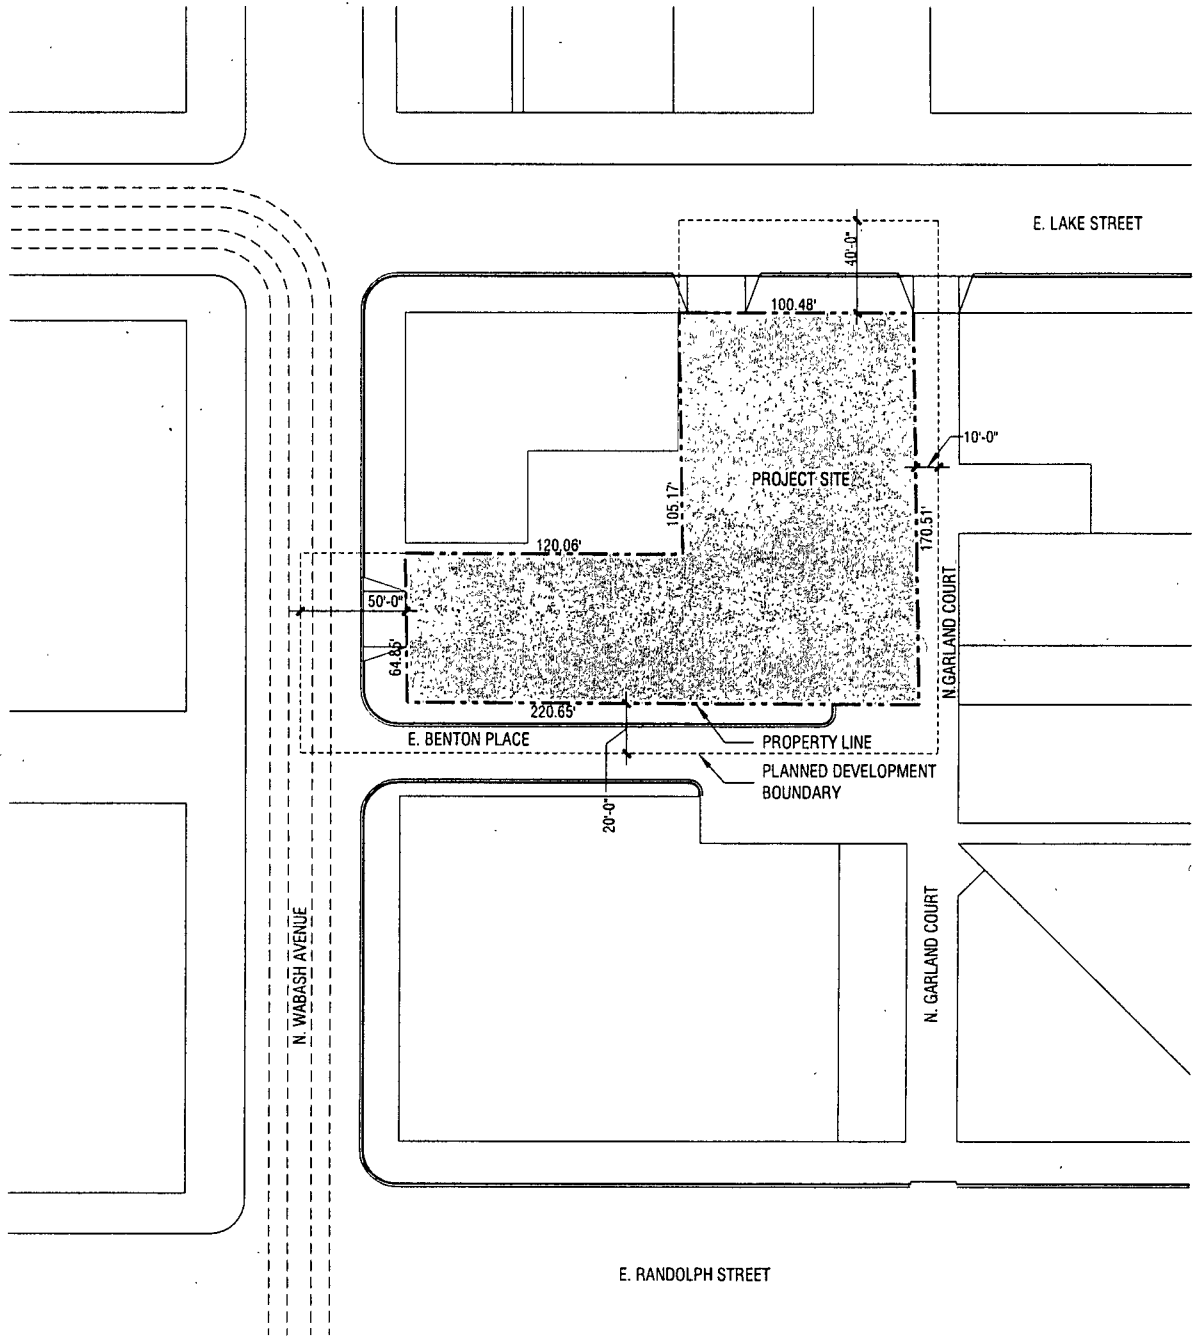 E. LAKE STREET
40'-0"
100.48'
10'-0"
PROJECT SITE
105.17'
170.51'
120.06'
50'-0"
64.85'
N.GARLAND COURT
220.65'
E. BENTON PLACE
PROPERTY LINE
PLANNED DEVELOPMENT
BOUNDARY
20'-0"
N. WABASH AVENUE
N. GARLAND COURT
E. RANDOLPH STREET